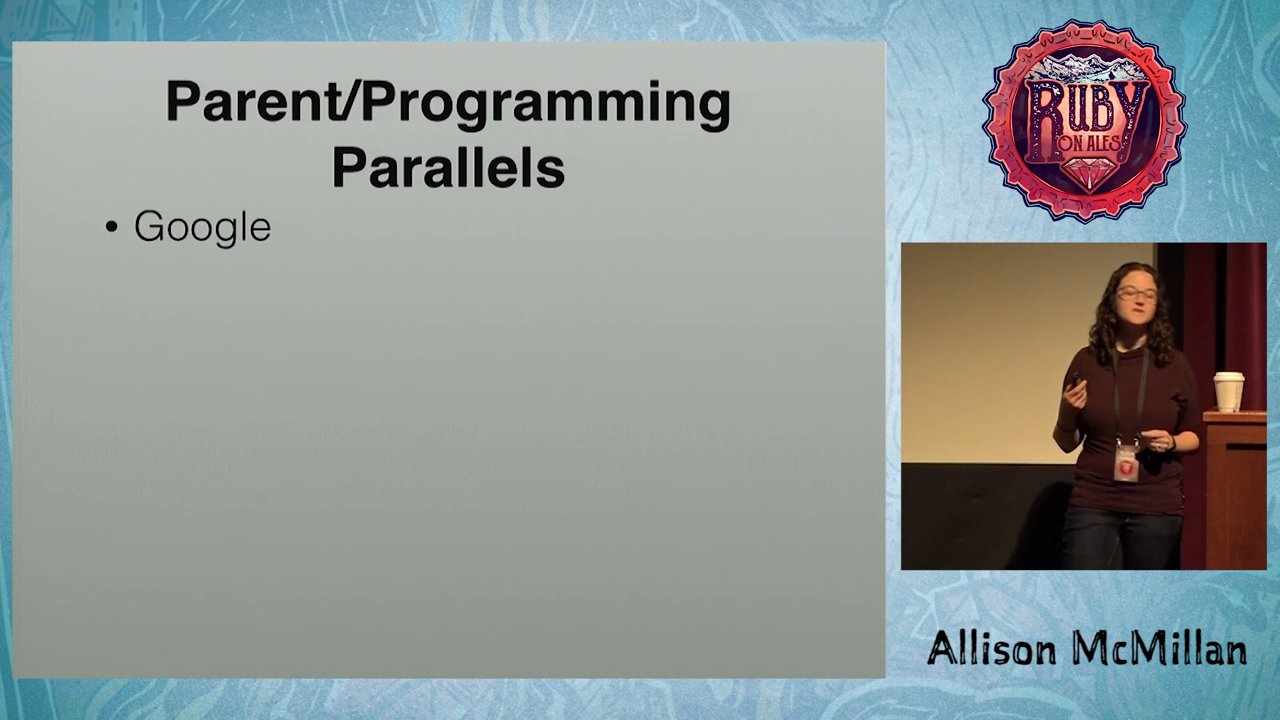 Parent/Programming
Parallels
• Google
RUBY
ON ALES
Allison McMillan